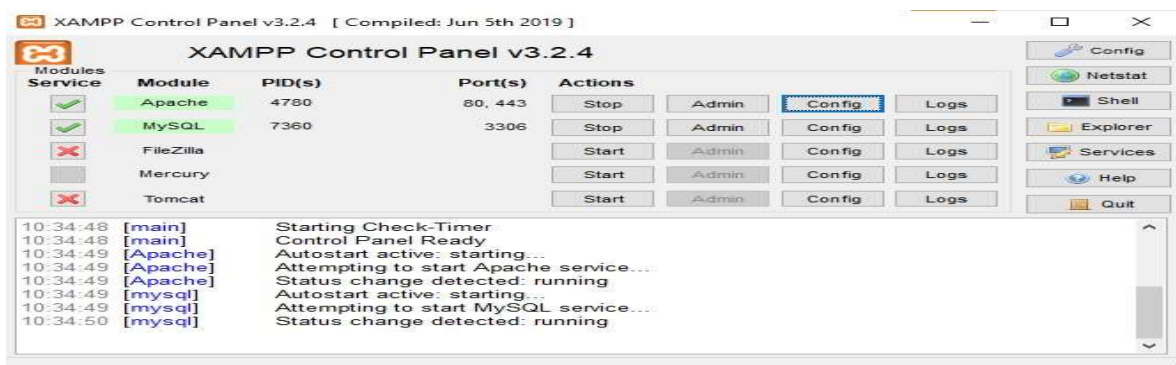 XAMPP Control Panel v3.2.4 [ Compiled: Jun 5th 2019 ]
XAMPP Control Panel v3.2.4
Config
Modules
Service Module PID(s) Port(s) Actions
Netstat
Apache 4780 80, 443 Stop Admin Config Logs
Shell
MySQL 7360 3306 Stop Admin Config Logs
Explorer
FileZilla Start Admin Config Logs
Services
Mercury Start Admin Config Logs
Help
Tomcat Start Admin Config Logs
Quit
10:34:48 [main] Starting Check-Timer
10:34:48 [main] Control Panel Ready
10:34:49 [Apache] Autostart active: starting...
10:34:49 [Apache] Attempting to start Apache service...
10:34:49 [Apache] Status change detected: running
10:34:49 [mysql] Autostart active: starting...
10:34:49 [mysql] Attempting to start MySQL service...
10:34:50 [mysql] Status change detected: running